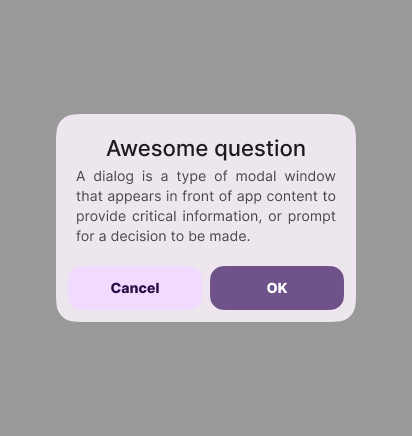 Awesome question
A dialog is a type of modal window
that appears in front of app content to
provide critical information, or prompt
for a decision to be made.
Cancel
OK